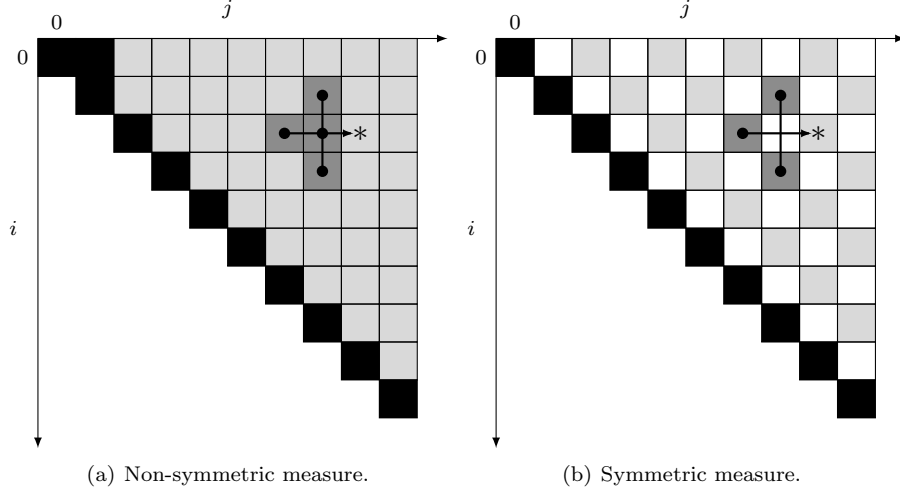 j j
0 0
0 0
* *
i i
(a) Non-symmetric measure. (b) Symmetric measure.